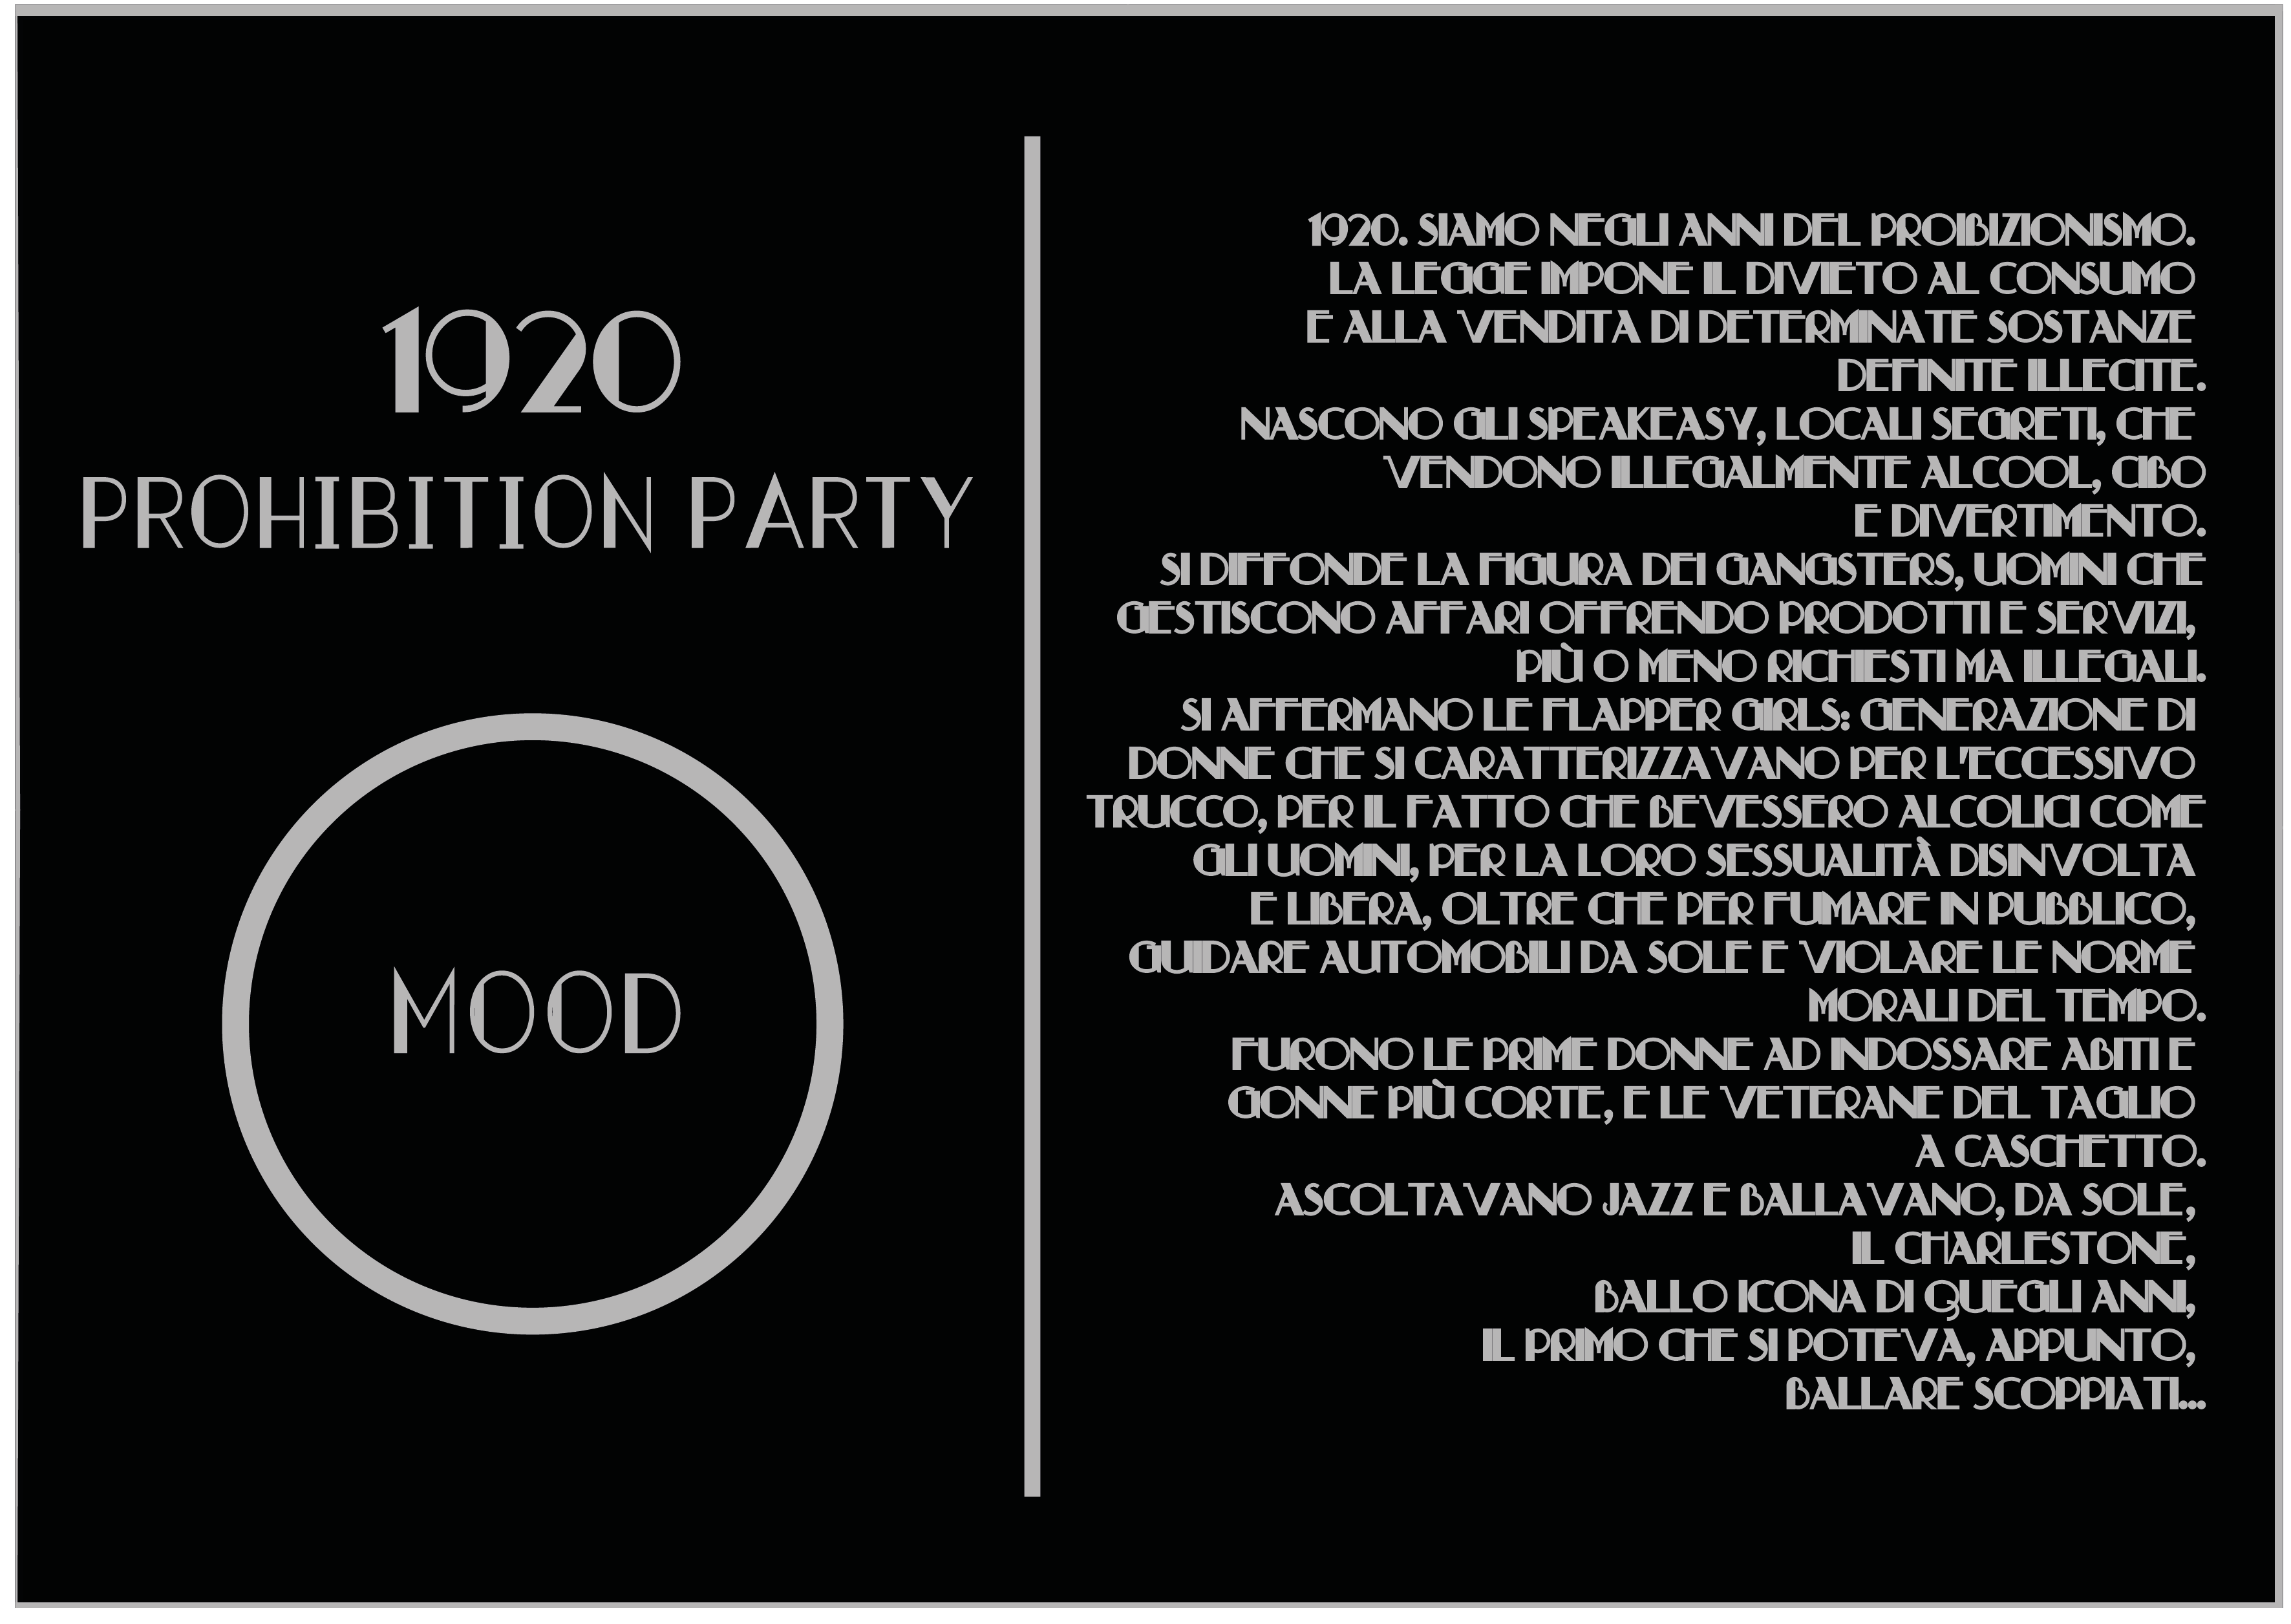 1920
PROHIBITION PARTY
MOOD
1920. SIAMO NEGLI ANNI DEL PROIBIZIONISMO.
LA LEGGE IMPONE IL DIVIETO AL CONSUMO
E ALLA VENDITA DI DETERMINATE SOSTANZE
DEFINITE ILLECITE.
NASCONO GLI SPEAKEASY, LOCALI SEGRETI, CHE
VENDONO ILLEGALMENTE ALCOOL, CIBO
E DIVERTIMENTO.
SI DIFFONDE LA FIGURA DEI GANGSTERS, UOMINI CHE
GESTISCONO AFFARI OFFRENDO PRODOTTI E SERVIZI,
PIÙ O MENO RICHIESTI MA ILLEGALI.
SI AFFERMANO LE FLAPPER GIRLS: GENERAZIONE DI
DONNE CHE SI CARATTERIZZAVANO PER L'ECCESSIVO
TRUCCO, PER IL FATTO CHE BEVESSERO ALCOLICI COME
GLI UOMINI, PER LA LORO SESSUALITÀ DISINVOLTA
E LIBERA, OLTRE CHE PER FUMARE IN PUBBLICO,
GUIDARE AUTOMOBILI DA SOLE E VIOLARE LE NORME
MORALI DEL TEMPO.
FURONO LE PRIME DONNE AD INDOSSARE ABITI E
GONNE PIÙ CORTE, E LE VETERANE DEL TAGLIO
A CASCHETTO.
ASCOLTAVANO JAZZ E BALLAVANO, DA SOLE,
IL CHARLESTONE,
BALLO ICONA DI QUEGLI ANNI,
IL PRIMO CHE SI POTEVA, APPUNTO,
BALLARE SCOPPIATI...